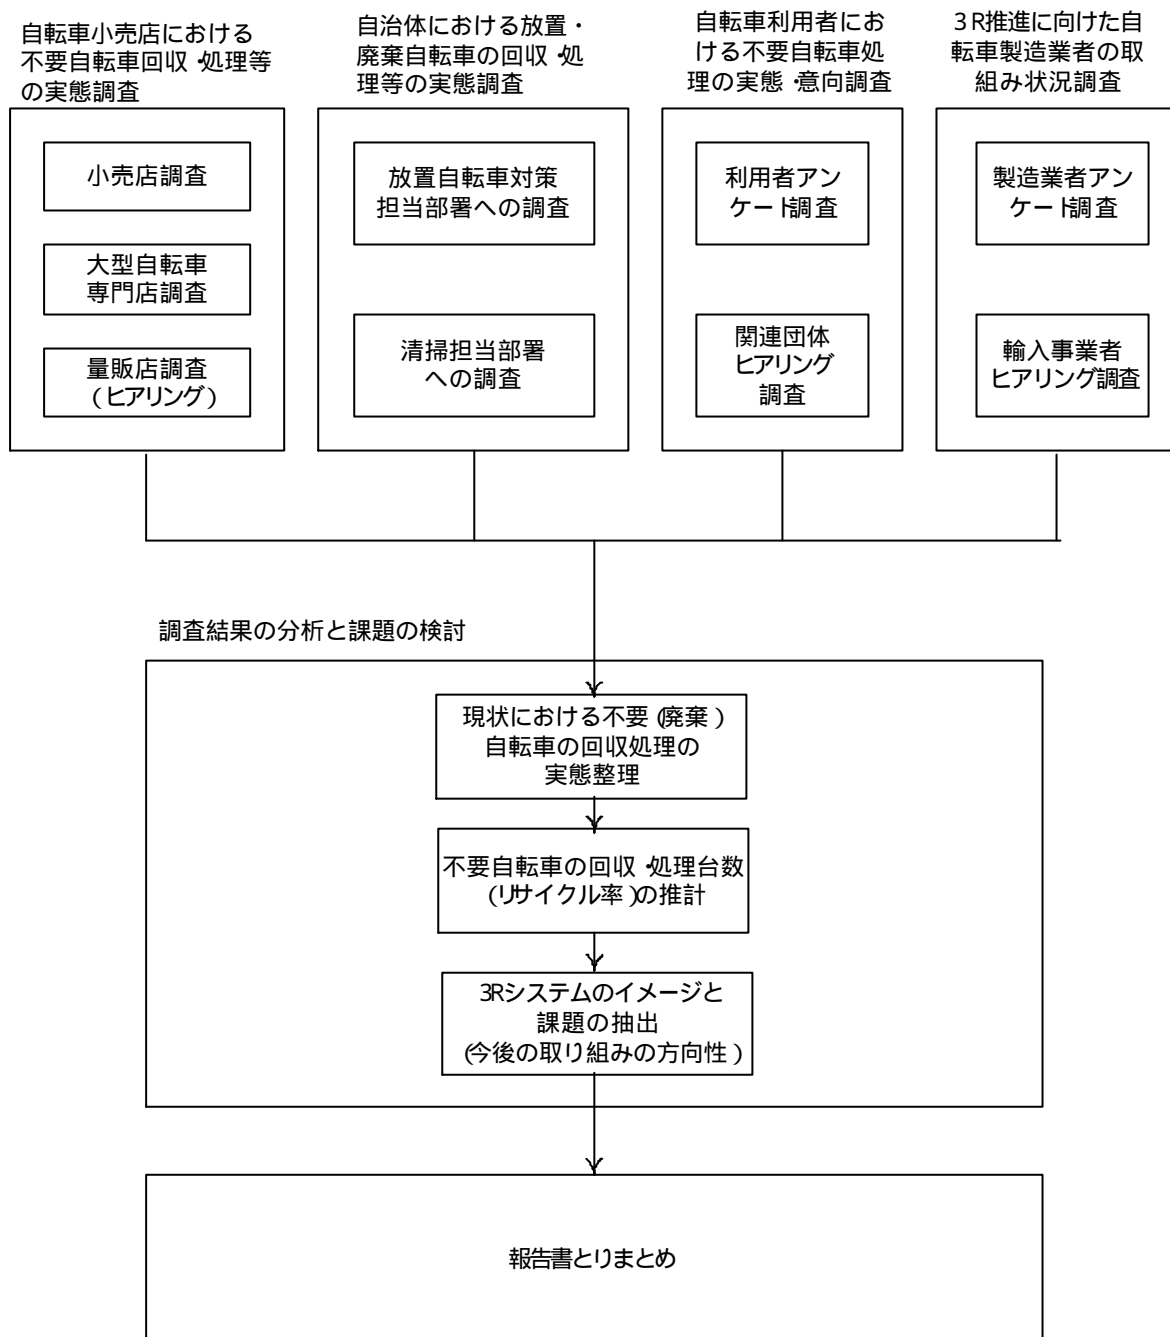 自転車小売店における
不要自転車回収・処理等
の実態調査
自治体における放置・
廃棄自転車の回収・処
理等の実態調査
自転車利用者にお
ける不要自転車処
理の実態・意向調査
3R推進に向けた自
転車製造業者の取
組み状況調査
小売店調査
大型自転車
専門店調査
量販店調査
(ヒアリング)
放置自転車対策
担当部署への調査
清掃担当部署
への調査
利用者アン
ケート調査
関連団体
ヒアリング
調査
製造業者アン
ケート調査
輸入事業者
ヒアリング調査
調査結果の分析と課題の検討
現状における不要(廃棄)
自転車の回収処理の
実態整理
不要自転車の回収・処理台数
(リサイクル率)の推計
3Rシステムのイメージと
課題の抽出
(今後の取り組みの方向性)
報告書とりまとめ